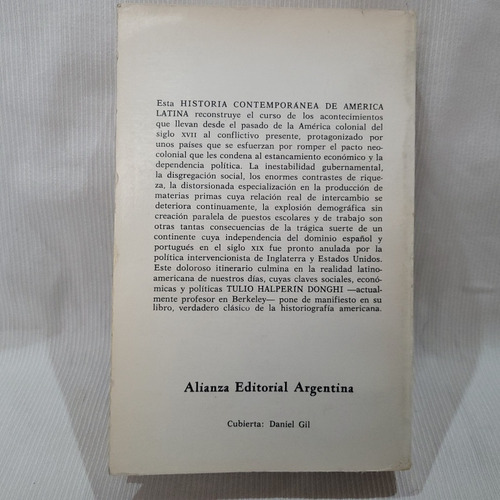 Esta HISTORIA CONTEMPORÁNEA DE AMÉRICA
LATINA reconstruye el curso de los acontecimientos
que llevan desde el pasado de la América colonial del
siglo XVII al conflictivo presente, protagonizado por
unos países que se esfuerzan por romper el pacto neo-
colonial que les condena al estancamiento económico y la
dependencia política. La inestabilidad gubernamental,
la disgregación social, los enormes contrastes de rique-
za, la distorsionada especialización en la producción de
materias primas cuya relación real de intercambio se
deteriora continuamente, la explosión demográfica sin
creación paralela de puestos escolares y de trabajo son
otras tantas consecuencias de la trágica suerte de un
continente cuya independencia del dominio español y
portugués en el siglo XIX fue pronto anulada por la
política intervencionista de Inglaterra y Estados Unidos.
Este doloroso itinerario culmina en la realidad latino-
americana de nuestros días, cuyas claves sociales, econó-
micas y políticas TULIO HALPERIN DONGHI —actual-
mente profesor en Berkeley— pone de manifiesto en su
libro, verdadero clásico de la historiografía americana.
Alianza Editorial Argentina
Cubierta: Daniel Gil